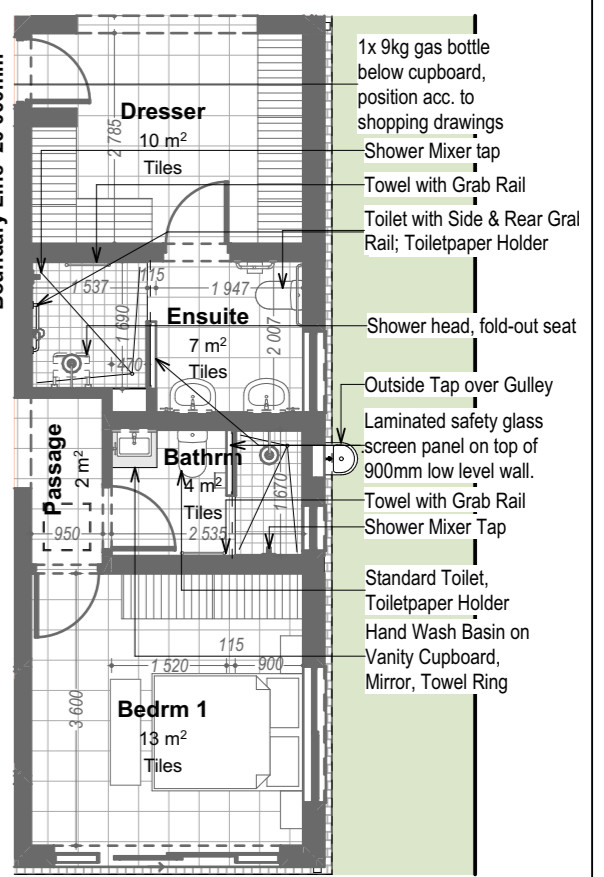 Boundary Line
1x 9kg gas bottle
below cupboard,
position acc. to
shopping drawings
Shower Mixer tap
Towel with Grab Rail
Toilet with Side & Rear Gral
Rail; Toiletpaper Holder
Shower head, fold-out seat
Outside Tap over Gulley
Laminated safety glass
screen panel on top of
900mm low level wall.
Towel with Grab Rail
Shower Mixer Tap
Standard Toilet,
Toiletpaper Holder
Hand Wash Basin on
Vanity Cupboard,
Mirror, Towel Ring
Dresser
10 m²
Tiles
2 785
1 537
115
1 947
1 690
470
2 007
Ensuite
7 m²
Tiles
Passage
2 m²
950
Bathrm
4 m²
Tiles
2 535
1 670
115
1 520
900
3 600
Bedrm 1
13 m²
Tiles